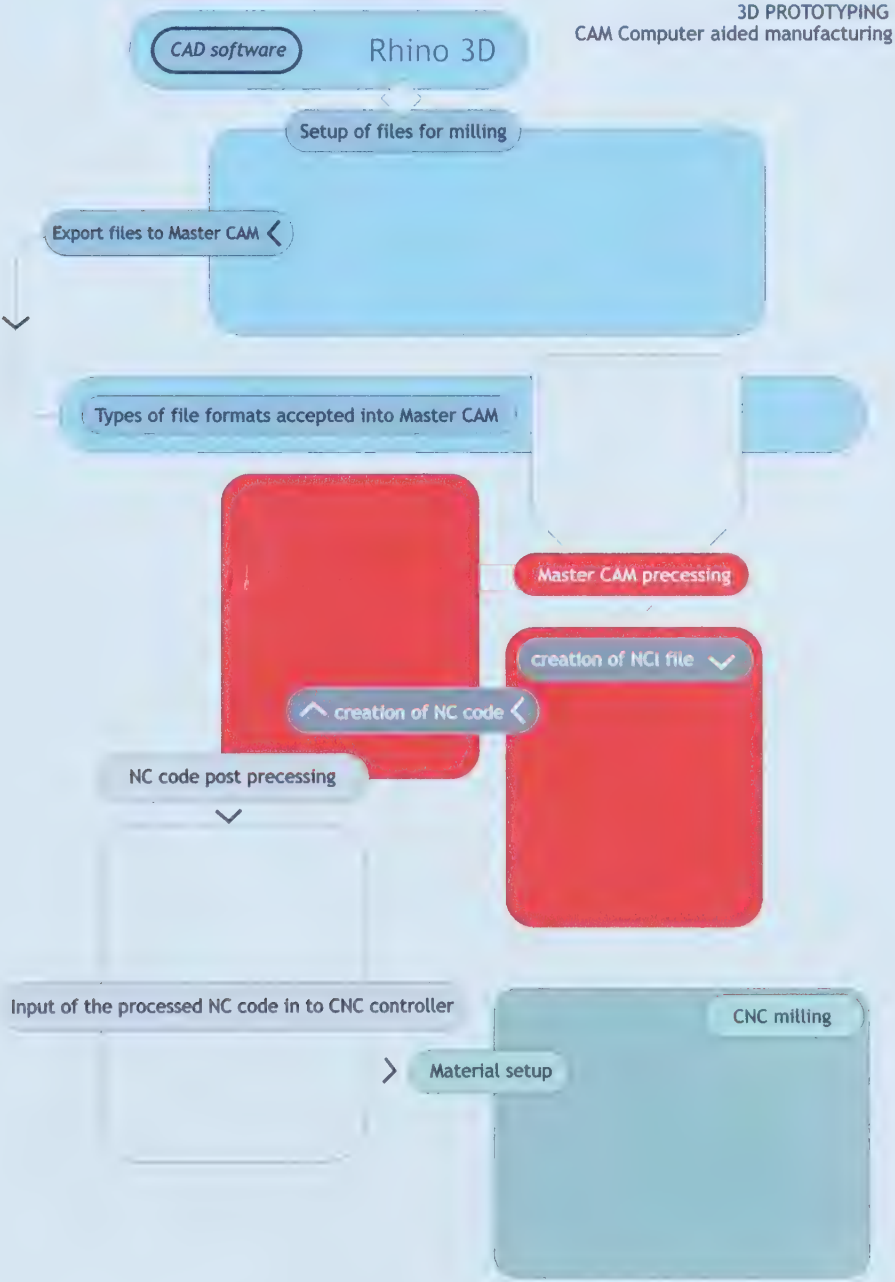 3D PROTOTYPING
CAM Computer aided manufacturing
CAD software
Rhino 3D
Setup of files for milling
Export files to Master CAM
Types of file formats accepted into Master CAM
Master CAM precessing
creation of NCI file
creation of NC code
NC code post precessing
Input of the processed NC code in to CNC controller
CNC milling
Material setup